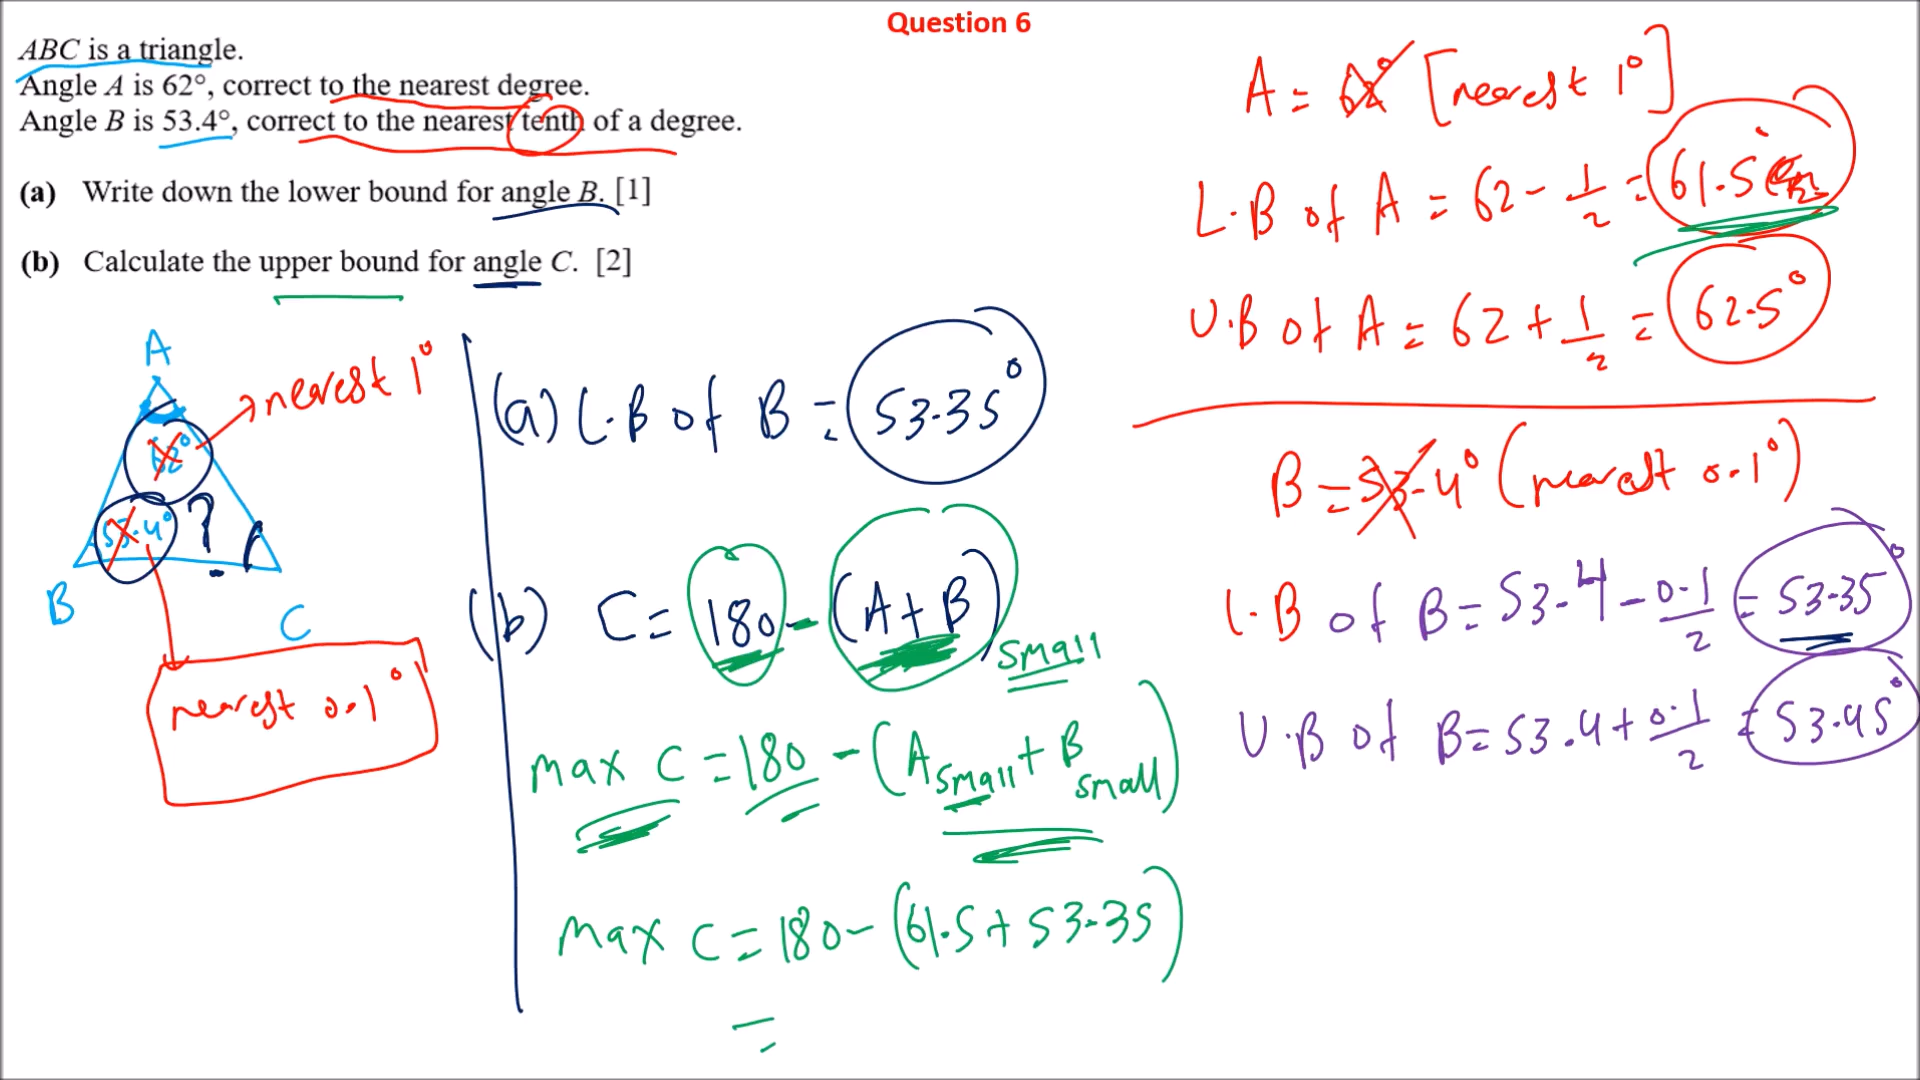 Question 6
ABC is a triangle.
Angle A is 62°, correct to the nearest degree.
Angle B is 53.4°, correct to the nearest tenth of a degree.
(a) Write down the lower bound for angle B. [1]
(b) Calculate the upper bound for angle C. [2]
A
62°
nearest 1°
53.4°
?
B
C
nearest 0.1°
(a) L.B of B = 53.35°
(b) C = 180 - (A + B)
small
max C = 180 - (A small + B small)
max C = 180 - (61.5 + 53.35)
=
A = 62° [nearest 1°]
L.B of A = 62 - 1/2 = 61.5
U.B of A = 62 + 1/2 = 62.5°
B = 53.4° (nearest 0.1°)
L.B of B = 53.4 - 0.1/2 = 53.35°
U.B of B = 53.4 + 0.1/2 = 53.45°